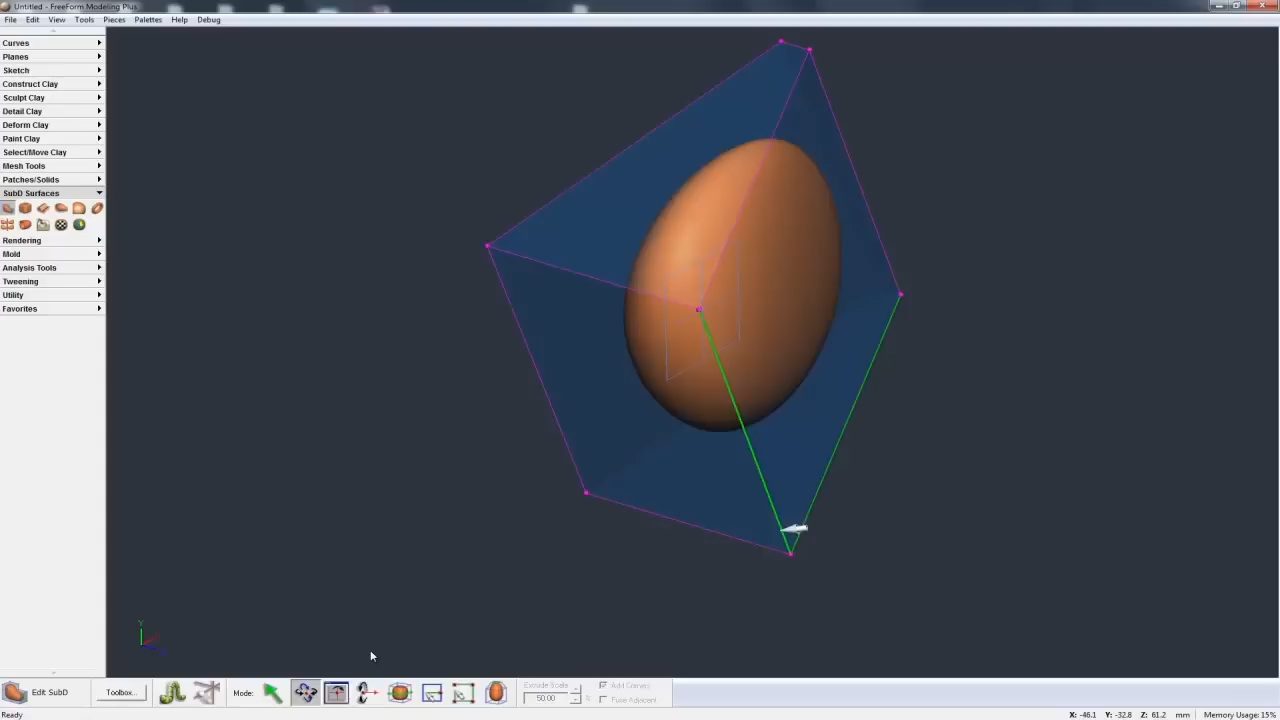 Untitled - FreeForm Modeling Plus
File Edit View Tools Pieces Palettes Help Debug
Curves
Planes
Sketch
Construct Clay
Sculpt Clay
Detail Clay
Deform Clay
Paint Clay
Select/Move Clay
Mesh Tools
Patches/Solids
SubD Surfaces
Rendering
Mold
Analysis Tools
Tweening
Utility
Favorites
Y
Edit SubD
Toolbox...
Mode:
Extrude Scale
50.00
%
Add Corners
Fuse Adjacent
Ready
X: -46.1 Y: -32.8 Z: 61.2 mm Memory Usage: 15%